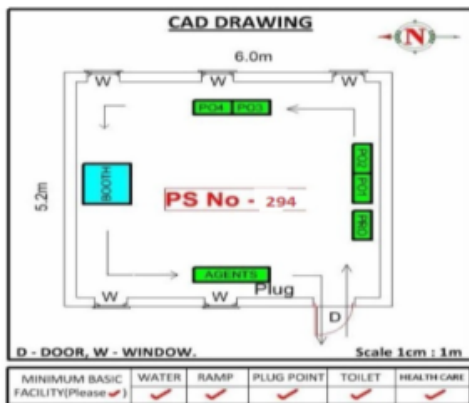 CAD DRAWING
N
6.0m
W W W
PO4 PO3
5.2m
BOOTH
PO2
PO1
PRO
PS No - 294
AGENTS
Plug
W W
D
D - DOOR, W - WINDOW. Scale 1cm : 1m
MINIMUM BASIC FACILITY(Please ✓) WATER RAMP PLUG POINT TOILET HEALTH CARE
✓ ✓ ✓ ✓ ✓